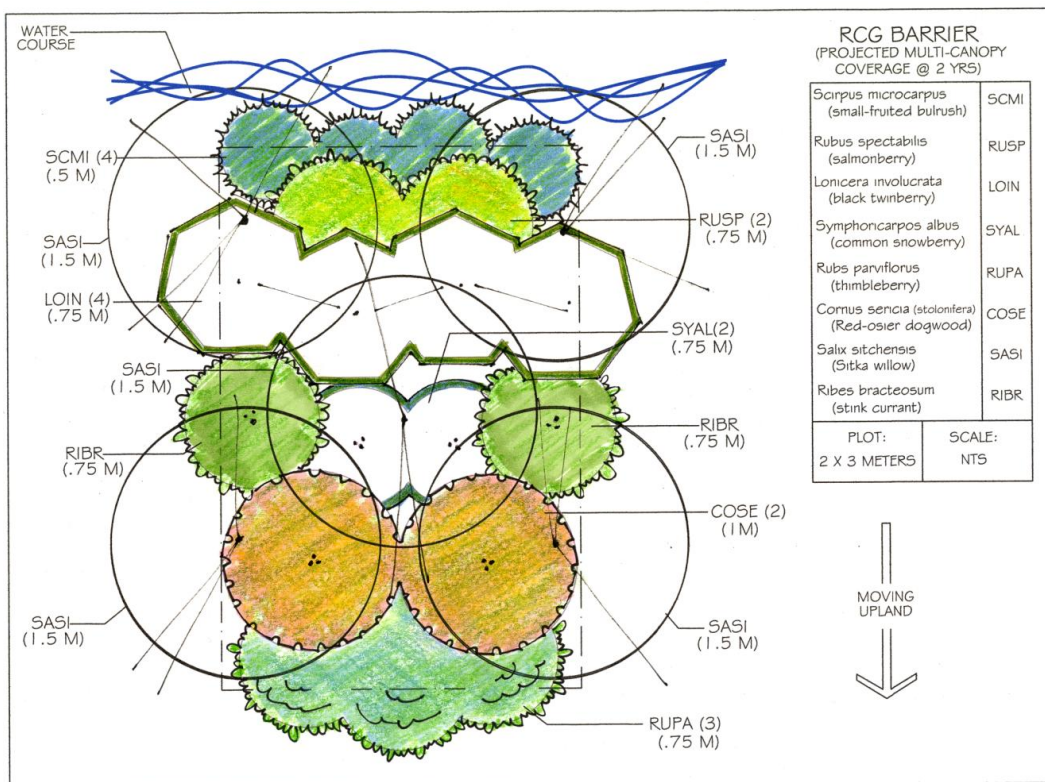 WATER
COURSE
SCMI (4)
(.5 M)
SASI
(1.5 M)
LOIN (4)
(.75 M)
SASI
(1.5 M)
RIBR
(.75 M)
SASI
(1.5 M)
SASI
(1.5 M)
RUSP (2)
(.75 M)
SYAL(2)
(.75 M)
RIBR
(.75 M)
COSE (2)
(1M)
SASI
(1.5 M)
RUPA (3)
(.75 M)
RCG BARRIER
(PROJECTED MULTI-CANOPY
COVERAGE @ 2 YRS)
Scirpus microcarpus SCMI
(small-fruited bulrush)
Rubus spectabilis RUSP
(salmonberry)
Lonicera involucrata LOIN
(black twinberry)
Symphoricarpos albus SYAL
(common snowberry)
Rubs parviflorus RUPA
(thimbleberry)
Cornus sericia (stolonifera) COSE
(Red-osier dogwood)
Salix sitchensis SASI
(Sitka willow)
Ribes bracteosum RIBR
(stink currant)
PLOT: SCALE:
2 X 3 METERS NTS
MOVING
UPLAND